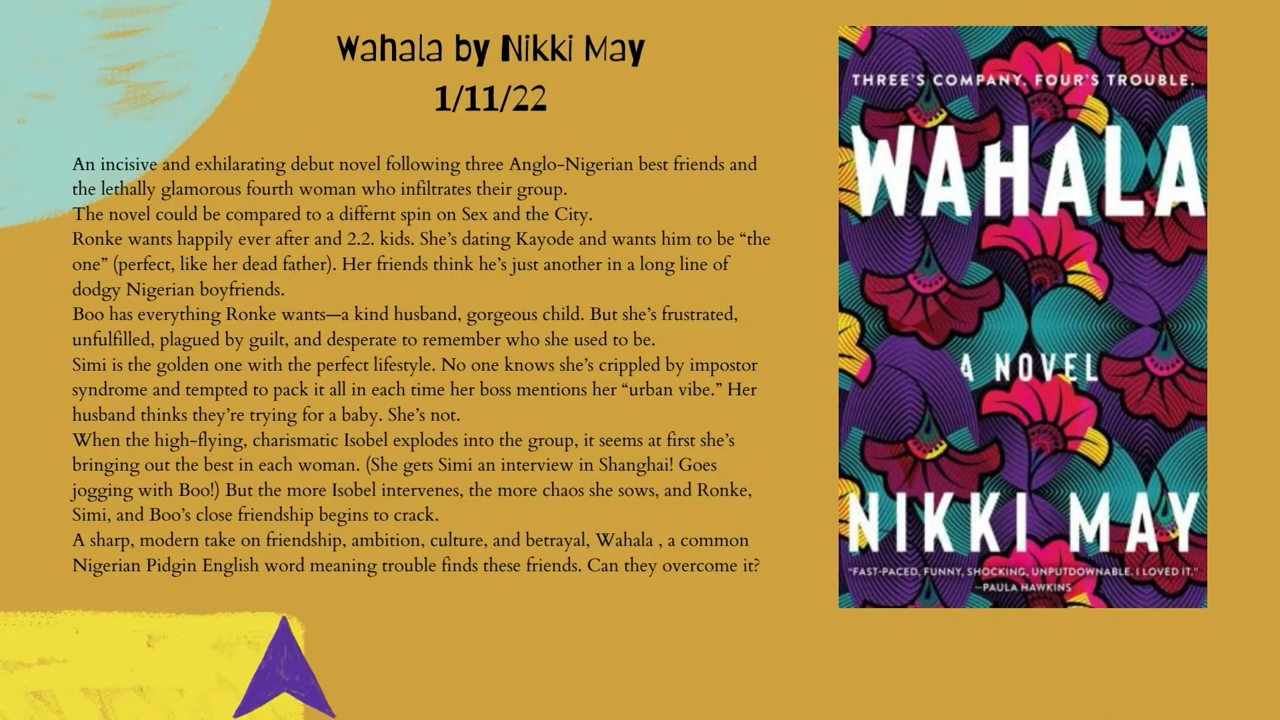 Wahala by Nikki May
1/11/22
An incisive and exhilarating debut novel following three Anglo-Nigerian best friends and
the lethally glamorous fourth woman who infiltrates their group.
The novel could be compared to a differnt spin on Sex and the City.
Ronke wants happily ever after and 2.2. kids. She's dating Kayode and wants him to be “the
one” (perfect, like her dead father). Her friends think he's just another in a long line of
dodgy Nigerian boyfriends.
Boo has everything Ronke wants—a kind husband, gorgeous child. But she's frustrated,
unfulfilled, plagued by guilt, and desperate to remember who she used to be.
Simi is the golden one with the perfect lifestyle. No one knows she's crippled by impostor
syndrome and tempted to pack it all in each time her boss mentions her “urban vibe.” Her
husband thinks they're trying for a baby. She's not.
When the high-flying, charismatic Isobel explodes into the group, it seems at first she's
bringing out the best in each woman. (She gets Simi an interview in Shanghai! Goes
jogging with Boo!) But the more Isobel intervenes, the more chaos she sows, and Ronke,
Simi, and Boo's close friendship begins to crack.
A sharp, modern take on friendship, ambition, culture, and betrayal, Wahala , a common
Nigerian Pidgin English word meaning trouble finds these friends. Can they overcome it?
THREE'S COMPANY. FOUR'S TROUBLE.
WAHALA
A NOVEL
NIKKI MAY
“FAST-PACED, FUNNY, SHOCKING, UNPUTDOWNABLE. I LOVED IT.”
—PAULA HAWKINS